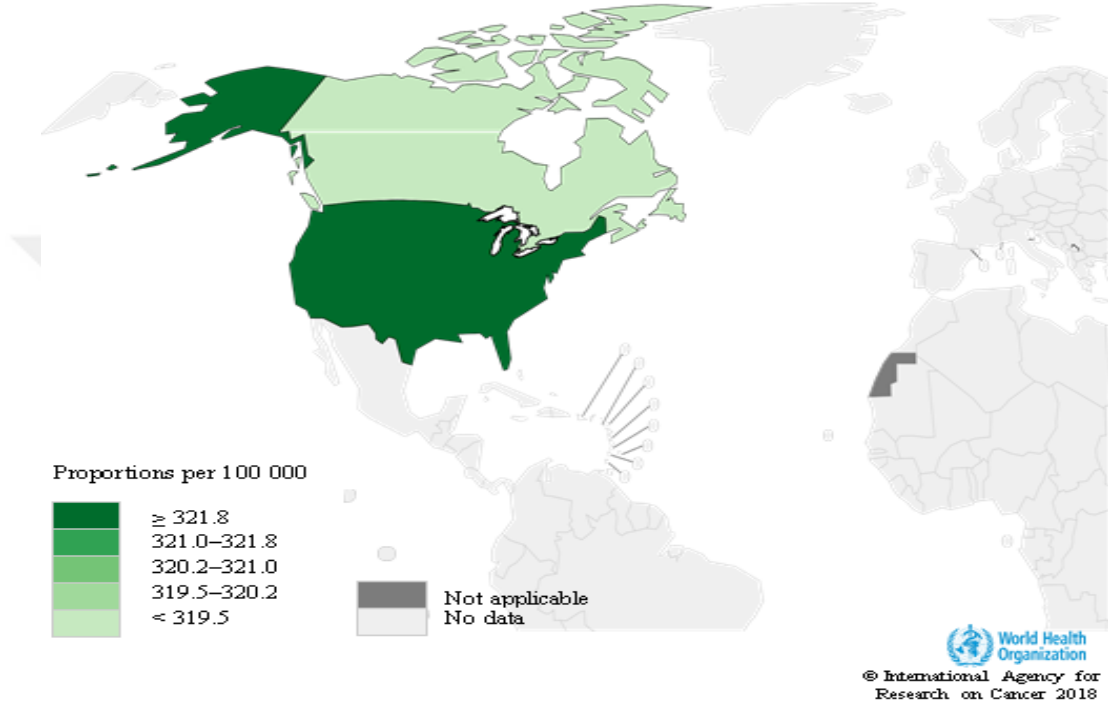 Proportions per 100 000
≥ 321.8
321.0–321.8
320.2–321.0
319.5–320.2
< 319.5
Not applicable
No data
World Health
Organization
© International Agency for
Research on Cancer 2018